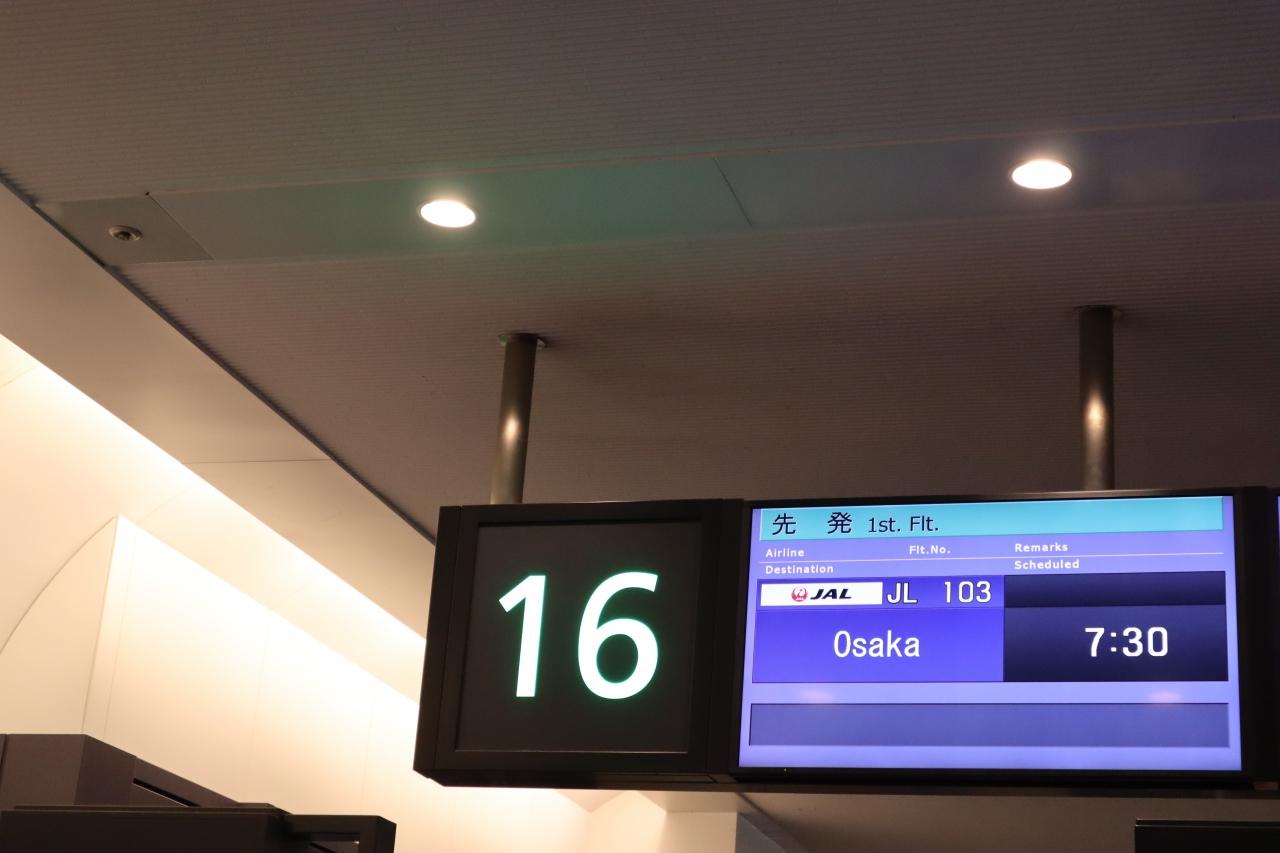 16
先 発 1st. Flt.
Airline Flt.No. Remarks
Destination Scheduled
JAL JL 103
Osaka 7:30